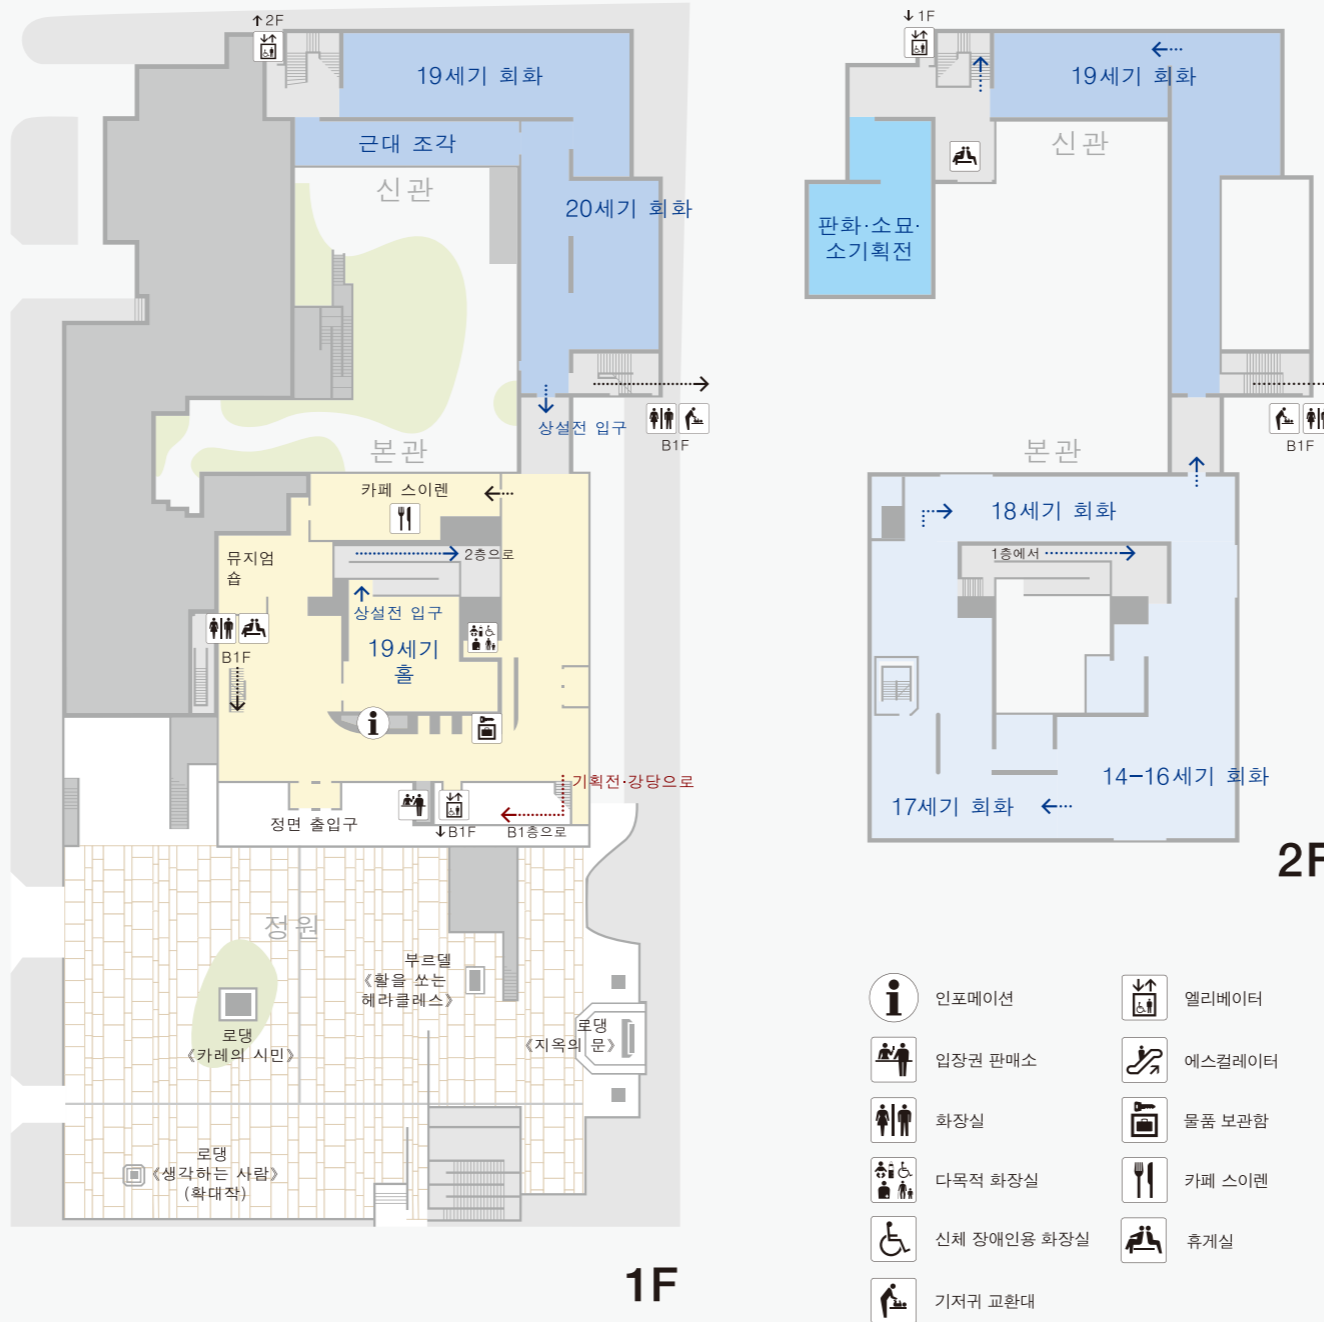 ↑2F
19세기 회화
근대 조각
신관
20세기 회화
상설전 입구
B1F
본관
카페 스이렌
2층으로
뮤지엄
숍
상설전 입구
19세기
홀
B1F
i
기획전·강당으로
정면 출입구
↓B1F
B1층으로
정원
부르델
《활을 쏘는
헤라클레스》
로댕
《카레의 시민》
로댕
《지옥의 문》
로댕
《생각하는 사람》
(확대작)
1F
↓1F
19세기 회화
신관
판화·소묘·
소기획전
B1F
본관
18세기 회화
1층에서
14-16세기 회화
17세기 회화
2F
i
인포메이션
엘리베이터
입장권 판매소
에스컬레이터
화장실
물품 보관함
다목적 화장실
카페 스이렌
신체 장애인용 화장실
휴게실
기저귀 교환대